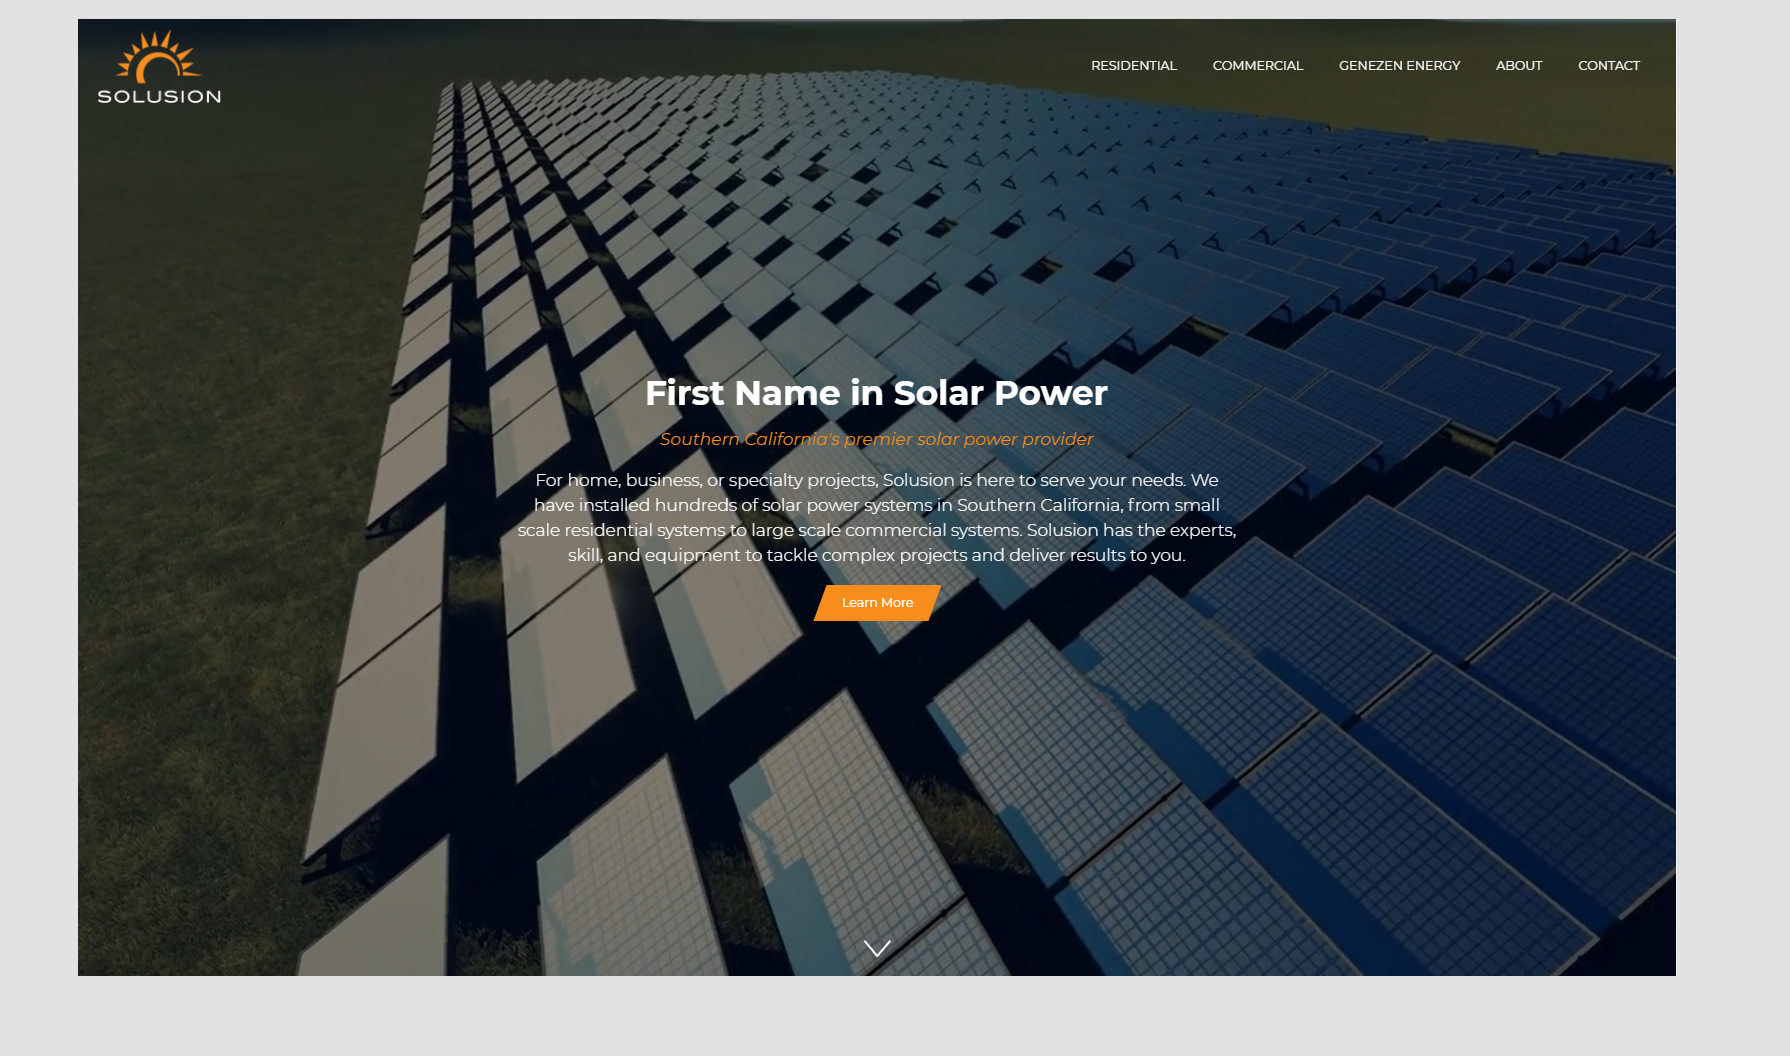 SOLUSION
RESIDENTIAL COMMERCIAL GENEZEN ENERGY ABOUT CONTACT
First Name in Solar Power
Southern California's premier solar power provider
For home, business, or specialty projects, Solusion is here to serve your needs. We
have installed hundreds of solar power systems in Southern California, from small
scale residential systems to large scale commercial systems. Solusion has the experts,
skill, and equipment to tackle complex projects and deliver results to you.
Learn More